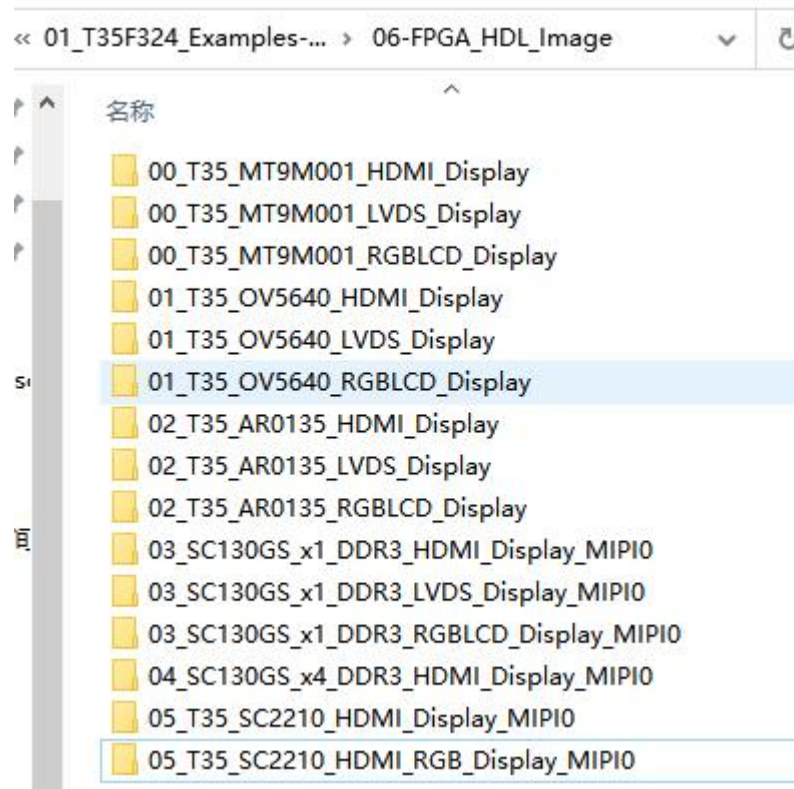 « 01_T35F324_Examples-... › 06-FPGA_HDL_Image
名称
00_T35_MT9M001_HDMI_Display
00_T35_MT9M001_LVDS_Display
00_T35_MT9M001_RGBLCD_Display
01_T35_OV5640_HDMI_Display
01_T35_OV5640_LVDS_Display
01_T35_OV5640_RGBLCD_Display
02_T35_AR0135_HDMI_Display
02_T35_AR0135_LVDS_Display
02_T35_AR0135_RGBLCD_Display
03_SC130GS_x1_DDR3_HDMI_Display_MIPI0
03_SC130GS_x1_DDR3_LVDS_Display_MIPI0
03_SC130GS_x1_DDR3_RGBLCD_Display_MIPI0
04_SC130GS_x4_DDR3_HDMI_Display_MIPI0
05_T35_SC2210_HDMI_Display_MIPI0
05_T35_SC2210_HDMI_RGB_Display_MIPI0